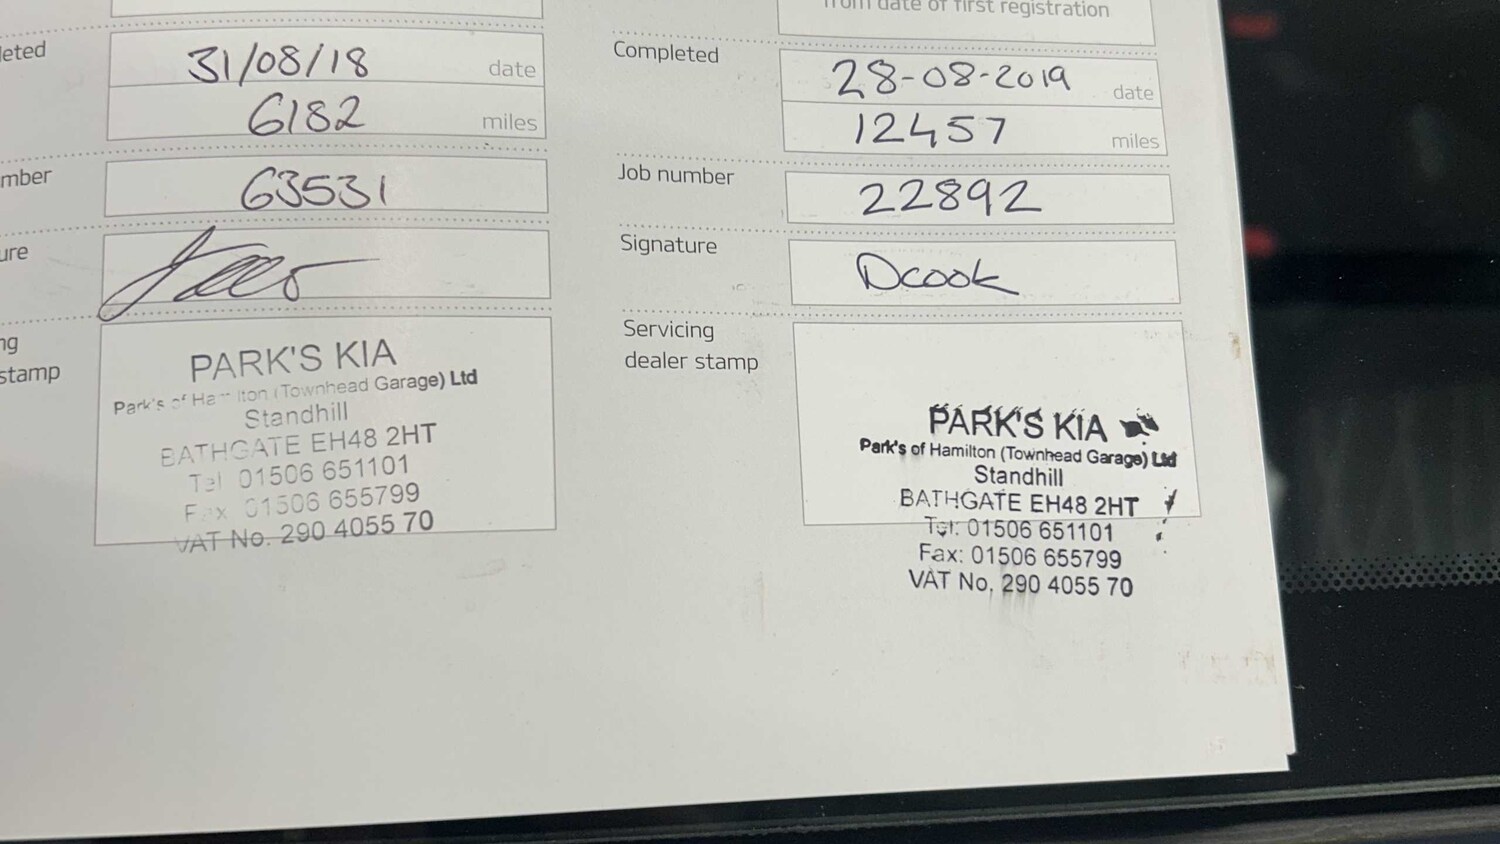 from date of first registration
leted
31/08/18 date
6182 miles
mber
63531
ure
ng
stamp
PARK'S KIA
Park's of Hamilton (Townhead Garage) Ltd
Standhill
BATHGATE EH48 2HT
Tel 01506 651101
Fax 01506 655799
VAT No. 290 4055 70
Completed
28-08-2019 date
12457 miles
Job number
22892
Signature
Dcook
Servicing
dealer stamp
PARK'S KIA
Park's of Hamilton (Townhead Garage) Ltd
Standhill
BATHGATE EH48 2HT
Tel: 01506 651101
Fax: 01506 655799
VAT No. 290 4055 70